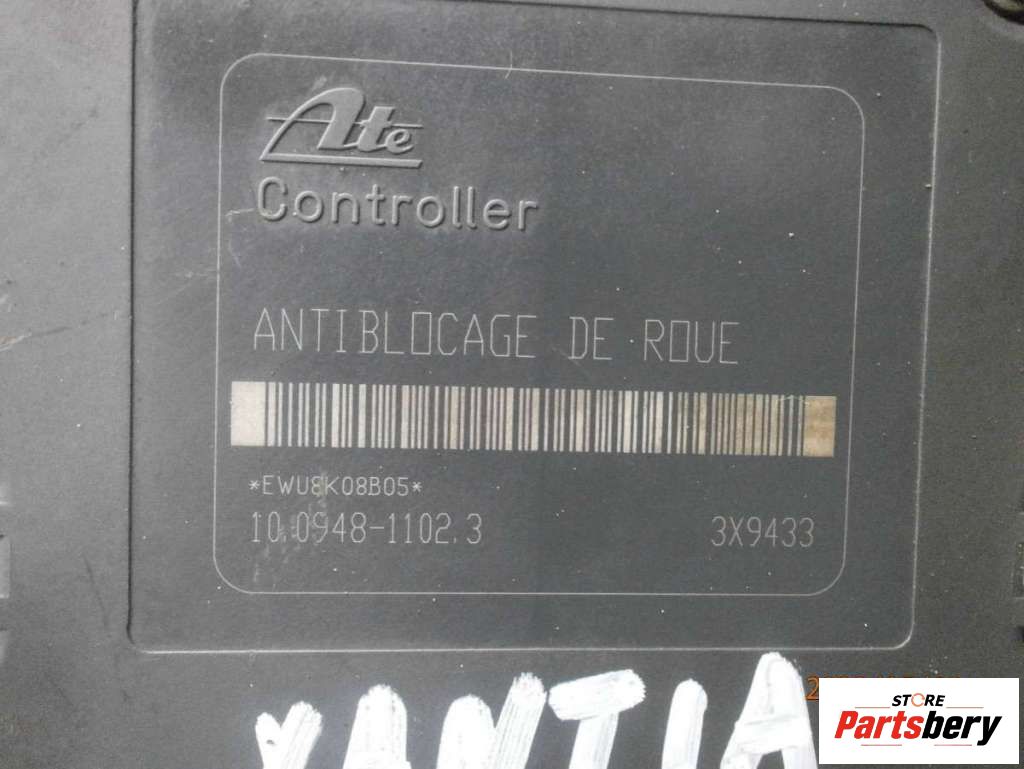 Ate
Controller
ANTIBLOCAGE DE ROUE
*EWU8K08B05*
10.0948-1102.3
3X9433
XANTIA
STORE
Partsbery